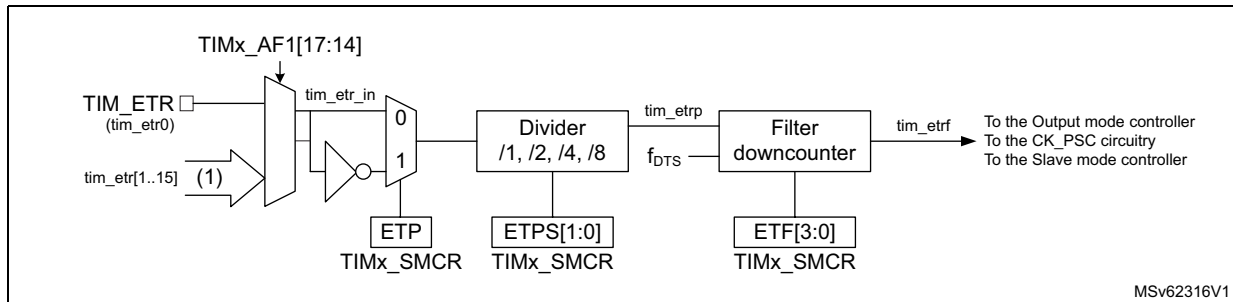 TIMx_AF1[17:14]
TIM_ETR
(tim_etr0)
tim_etr[1..15]
(1)
tim_etr_in
0
1
ETP
TIMx_SMCR
Divider
/1, /2, /4, /8
ETPS[1:0]
TIMx_SMCR
tim_etrp
fDTS
Filter
downcounter
ETF[3:0]
TIMx_SMCR
tim_etrf
To the Output mode controller
To the CK_PSC circuitry
To the Slave mode controller
MSv62316V1